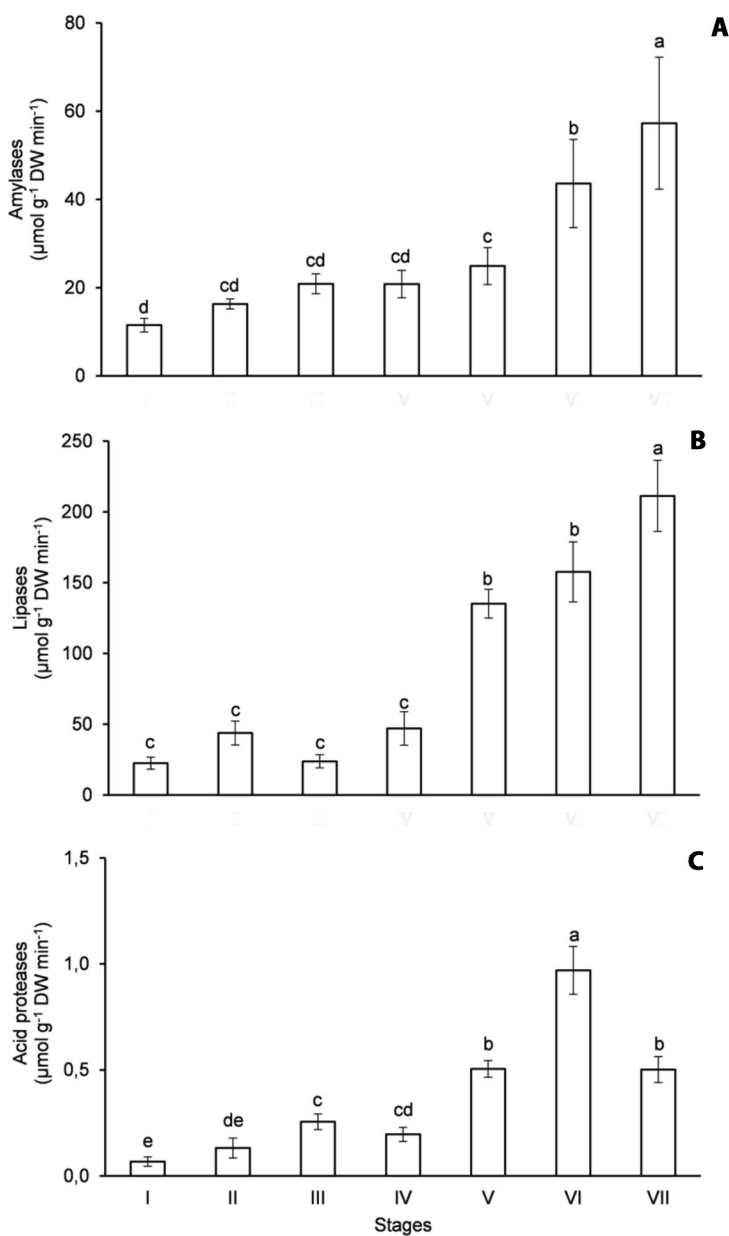 A
Amylases
(µmol g⁻¹ DW min⁻¹)
80
60
40
20
0
d
cd
cd
cd
c
b
a
B
Lipases
(µmol g⁻¹ DW min⁻¹)
250
200
150
100
50
0
c
c
c
c
b
b
a
C
Acid proteases
(µmol g⁻¹ DW min⁻¹)
1,5
1,0
0,5
0,0
e
de
c
cd
b
a
b
I II III IV V VI VII
Stages